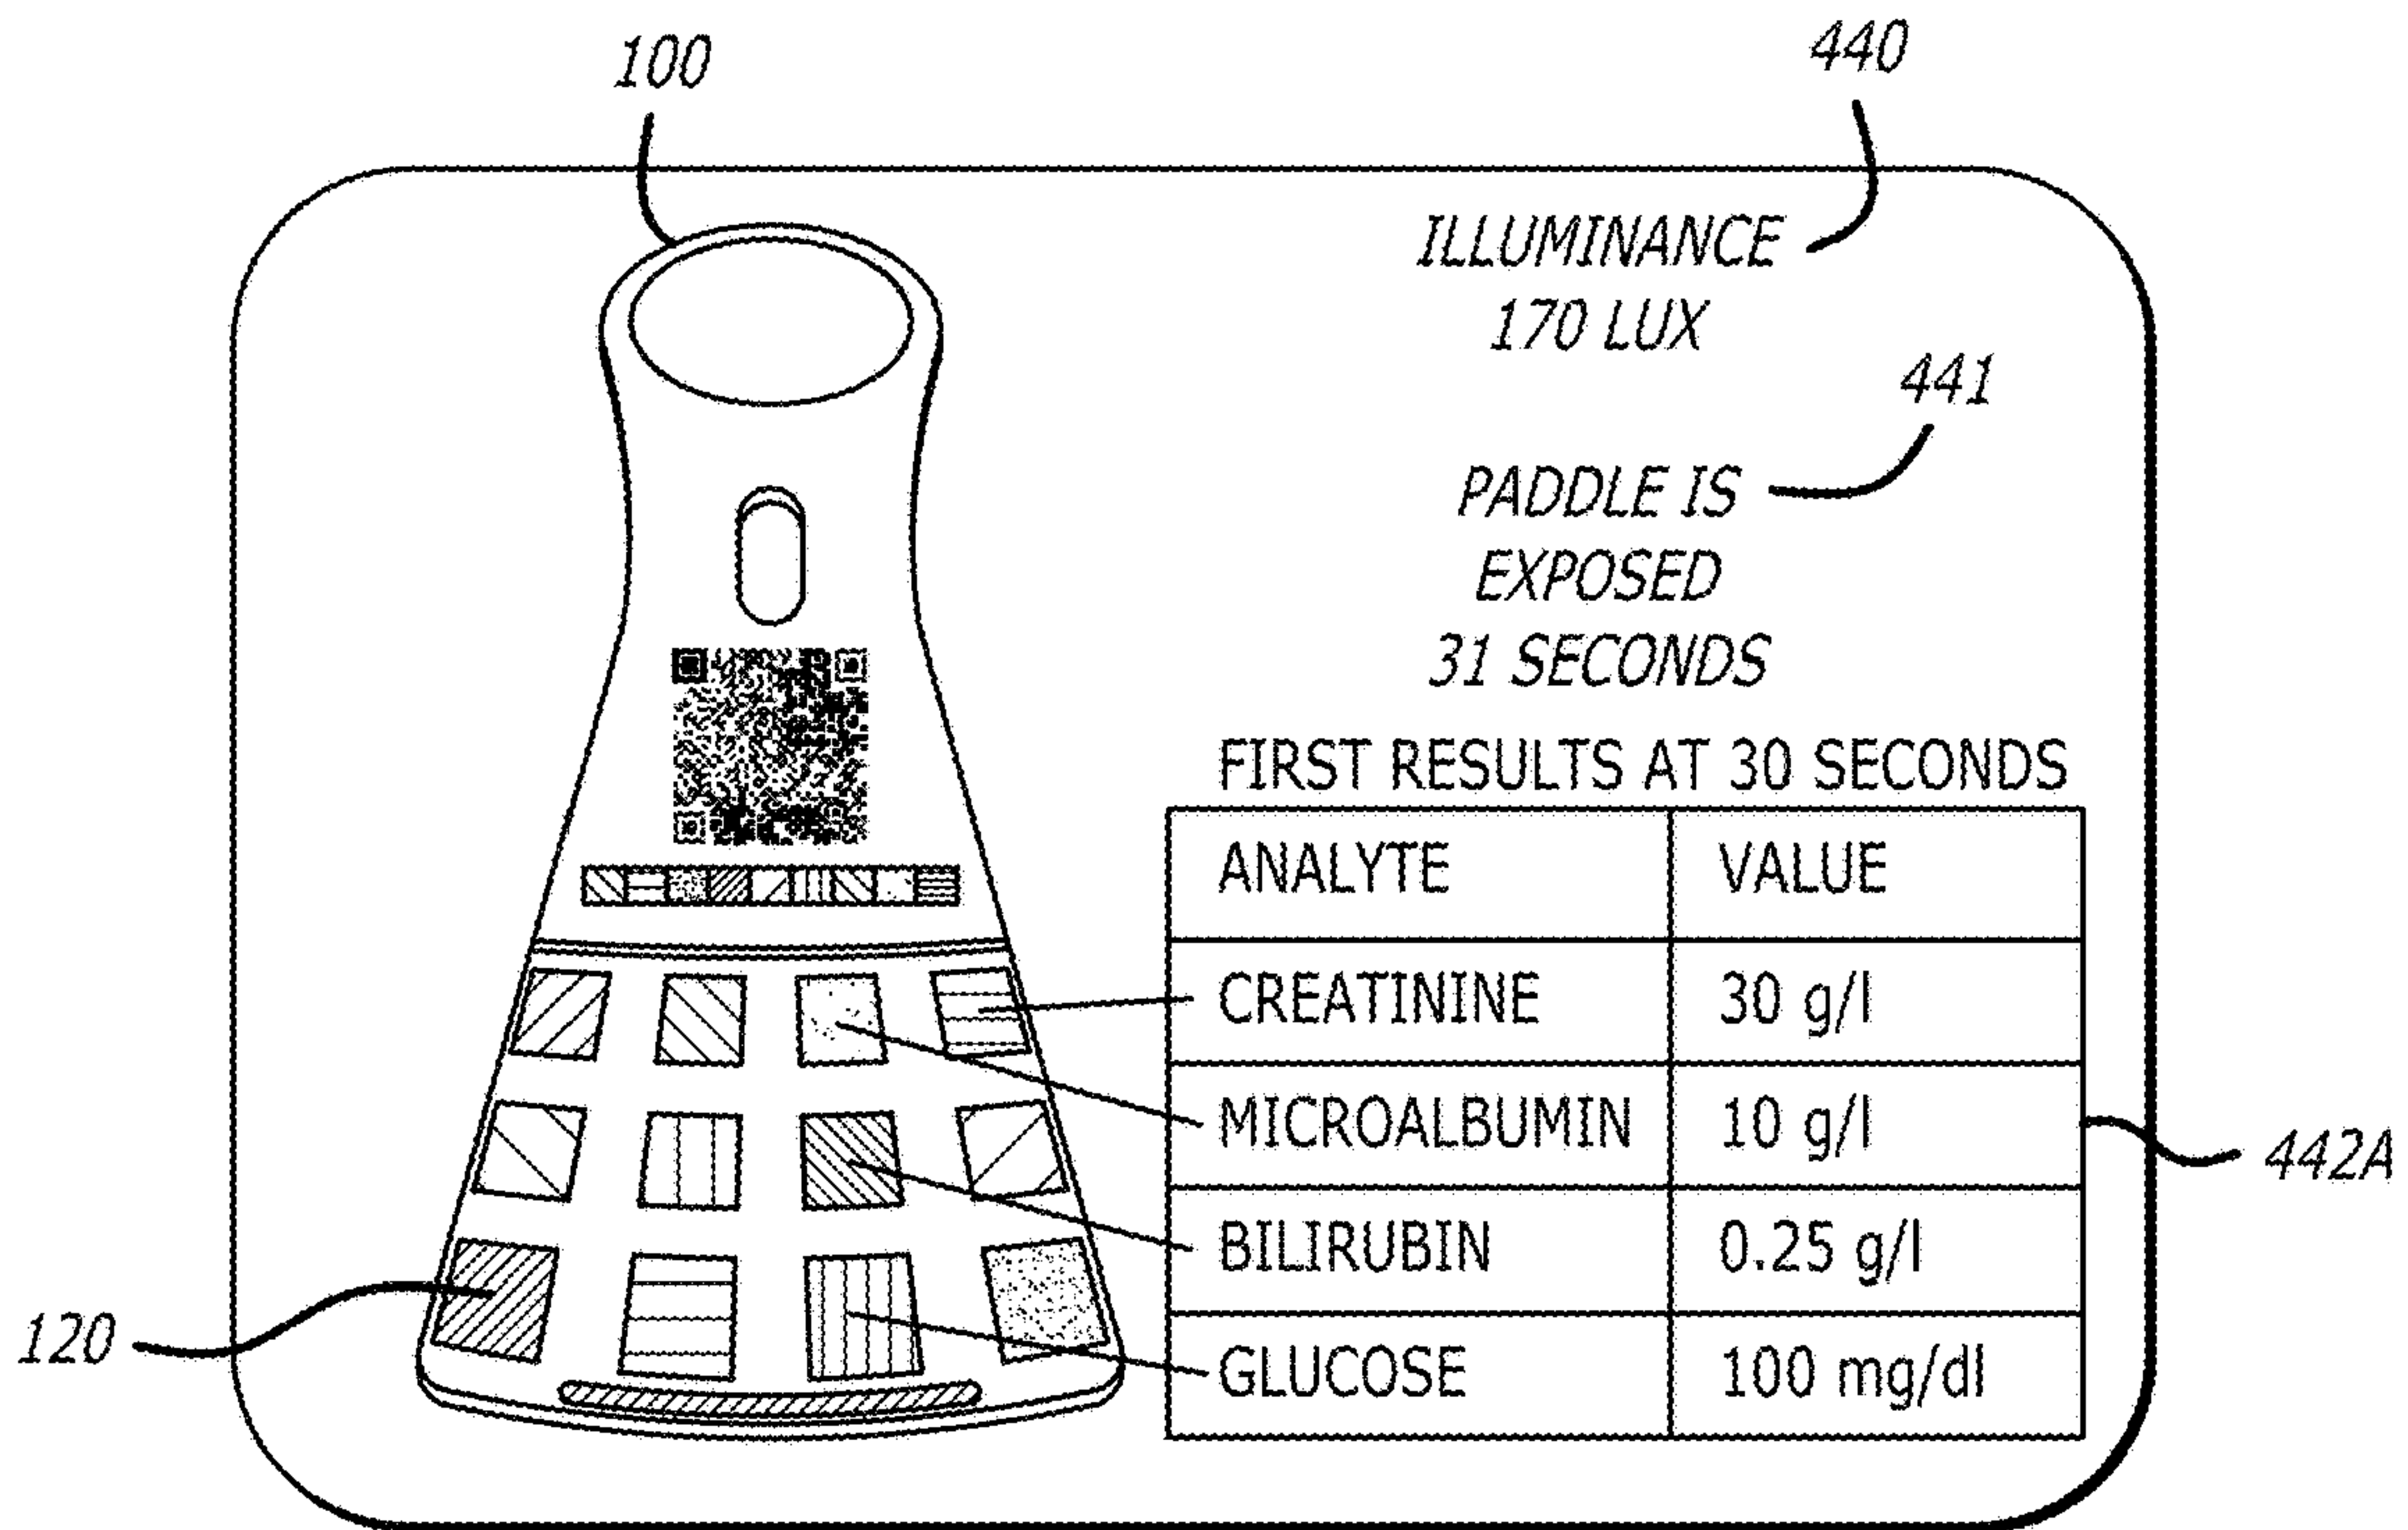 100
440
ILLUMINANCE
170 LUX
441
PADDLE IS
EXPOSED
31 SECONDS
FIRST RESULTS AT 30 SECONDS
ANALYTE VALUE
CREATININE 30 g/l
MICROALBUMIN 10 g/l
442A
BILIRUBIN 0.25 g/l
120
GLUCOSE 100 mg/dl